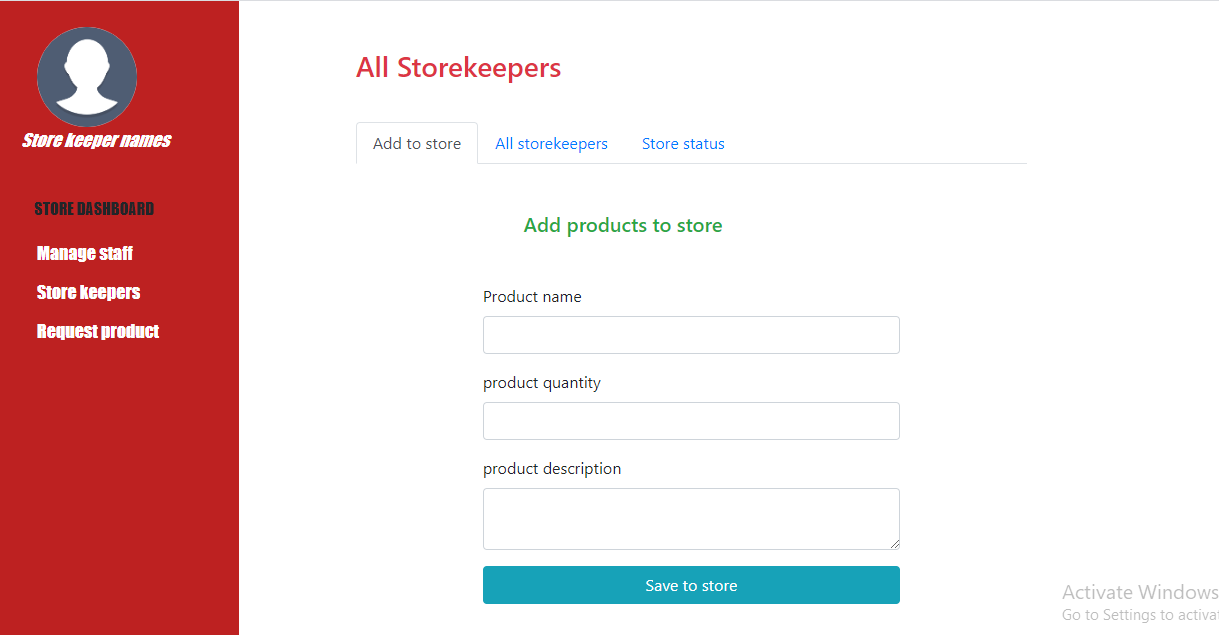 Store keeper names
STORE DASHBOARD
Manage staff
Store keepers
Request product
All Storekeepers
Add to store
All storekeepers
Store status
Add products to store
Product name
product quantity
product description
Save to store
Activate Windows
Go to Settings to activat